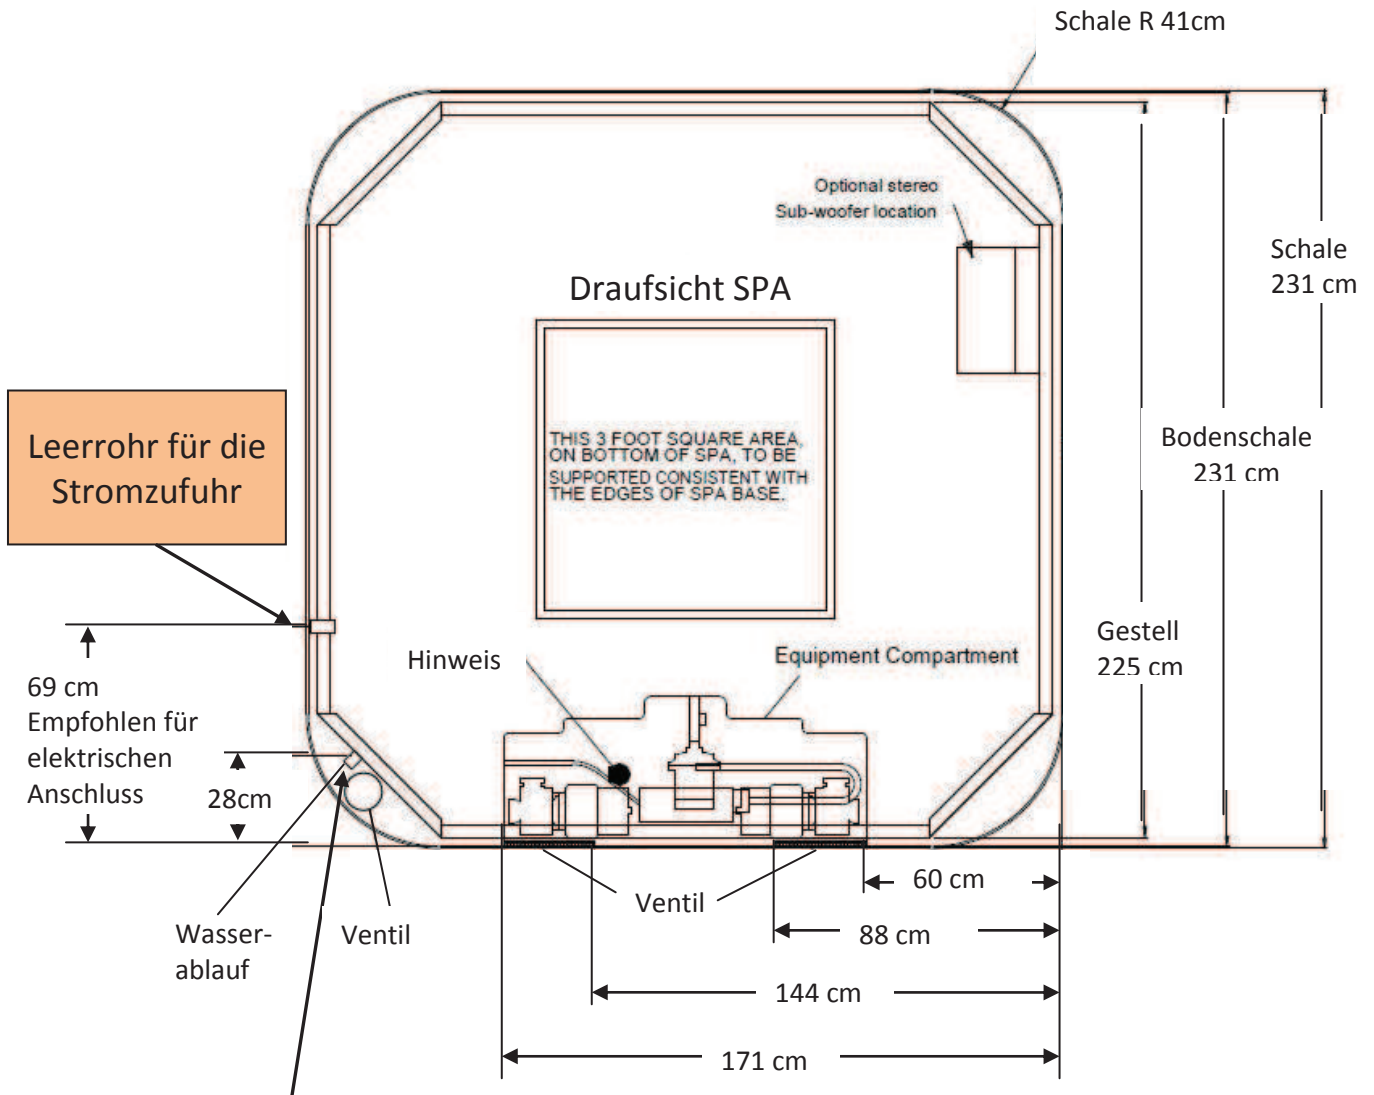 Schale R 41cm
Optional stereo
Sub-woofer location
Schale
231 cm
Draufsicht SPA
THIS 3 FOOT SQUARE AREA,
ON BOTTOM OF SPA, TO BE
SUPPORTED CONSISTENT WITH
THE EDGES OF SPA BASE.
Leerrohr für die
Stromzufuhr
Bodenschale
231 cm
Gestell
225 cm
Hinweis
Equipment Compartment
69 cm
Empfohlen für
elektrischen
Anschluss
28cm
60 cm
Ventil
88 cm
Wasser-
ablauf
Ventil
144 cm
171 cm